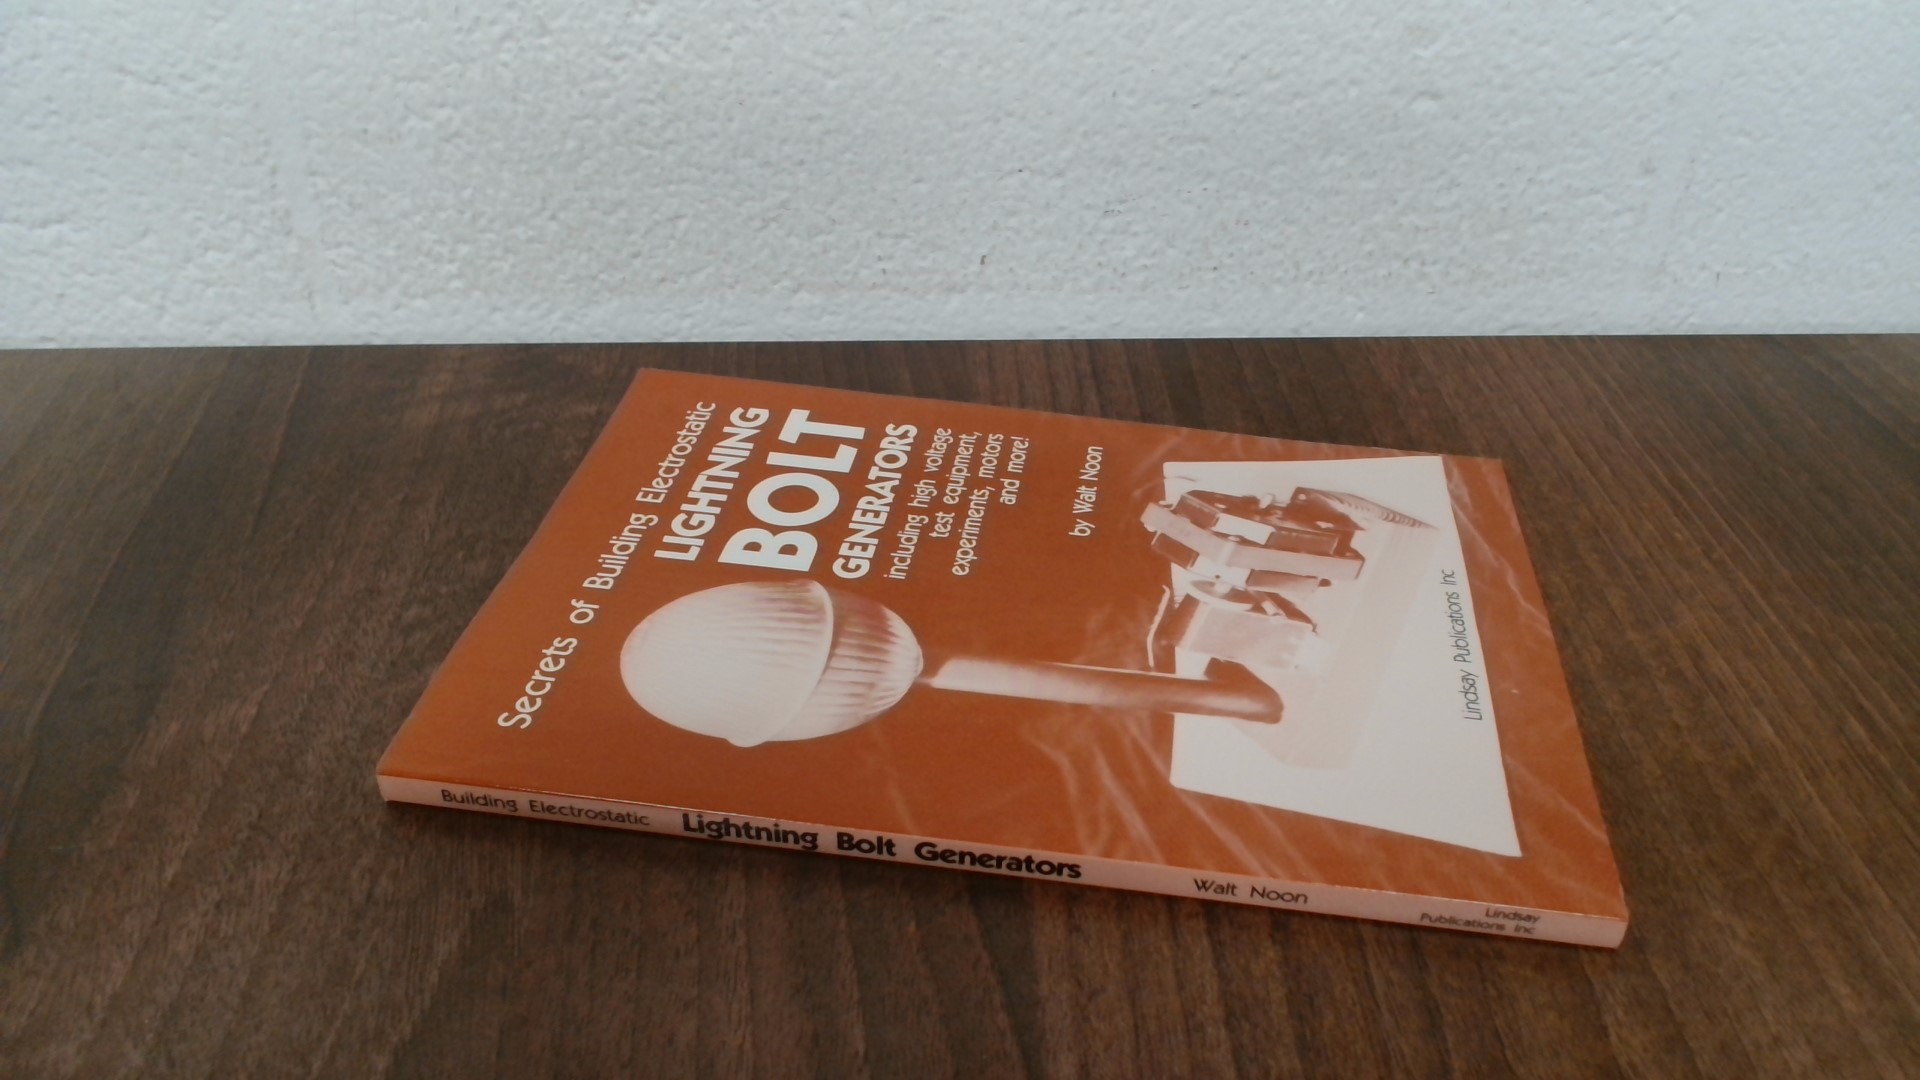 Secrets of Building Electrostatic
LIGHTNING
BOLT
GENERATORS
including high voltage
test equipment,
experiments, motors
and more!
by Walt Noon
Lindsay Publications Inc
Building Electrostatic Lightning Bolt Generators Walt Noon
Lindsay
Publications Inc